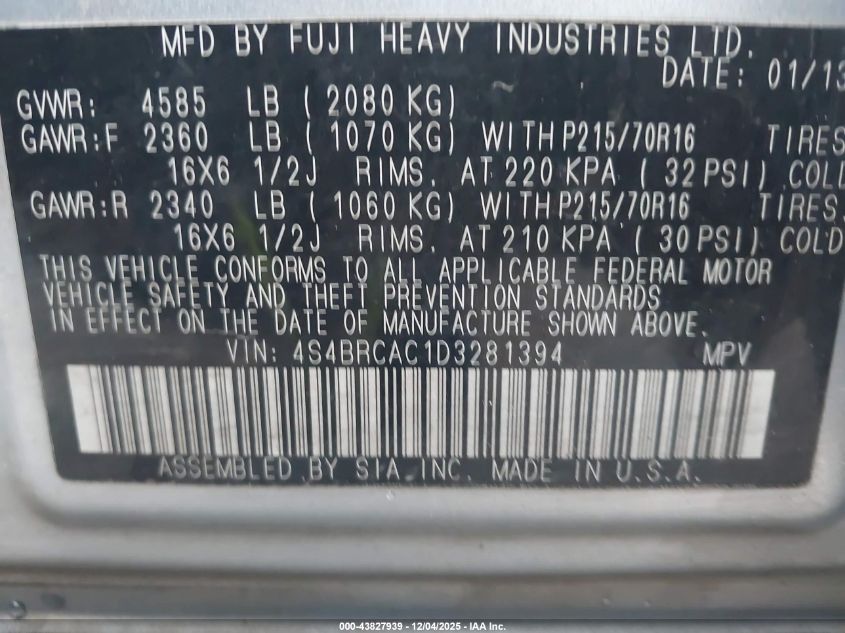 MFD BY FUJI HEAVY INDUSTRIES LTD.
DATE: 01/13
GVWR: 4585 LB ( 2080 KG)
GAWR:F 2360 LB ( 1070 KG) WITH P215/70R16 TIRES
16X6 1/2J RIMS, AT 220 KPA ( 32 PSI) COLD
GAWR:R 2340 LB ( 1060 KG) WITH P215/70R16 TIRES,
16X6 1/2J RIMS, AT 210 KPA ( 30 PSI) COLD
THIS VEHICLE CONFORMS TO ALL APPLICABLE FEDERAL MOTOR
VEHICLE SAFETY AND THEFT PREVENTION STANDARDS
IN EFFECT ON THE DATE OF MANUFACTURE SHOWN ABOVE.
VIN: 4S4BRCAC1D3281394 MPV
ASSEMBLED BY SIA,INC. MADE IN U.S.A.
000-43827939 - 12/04/2025 - IAA Inc.